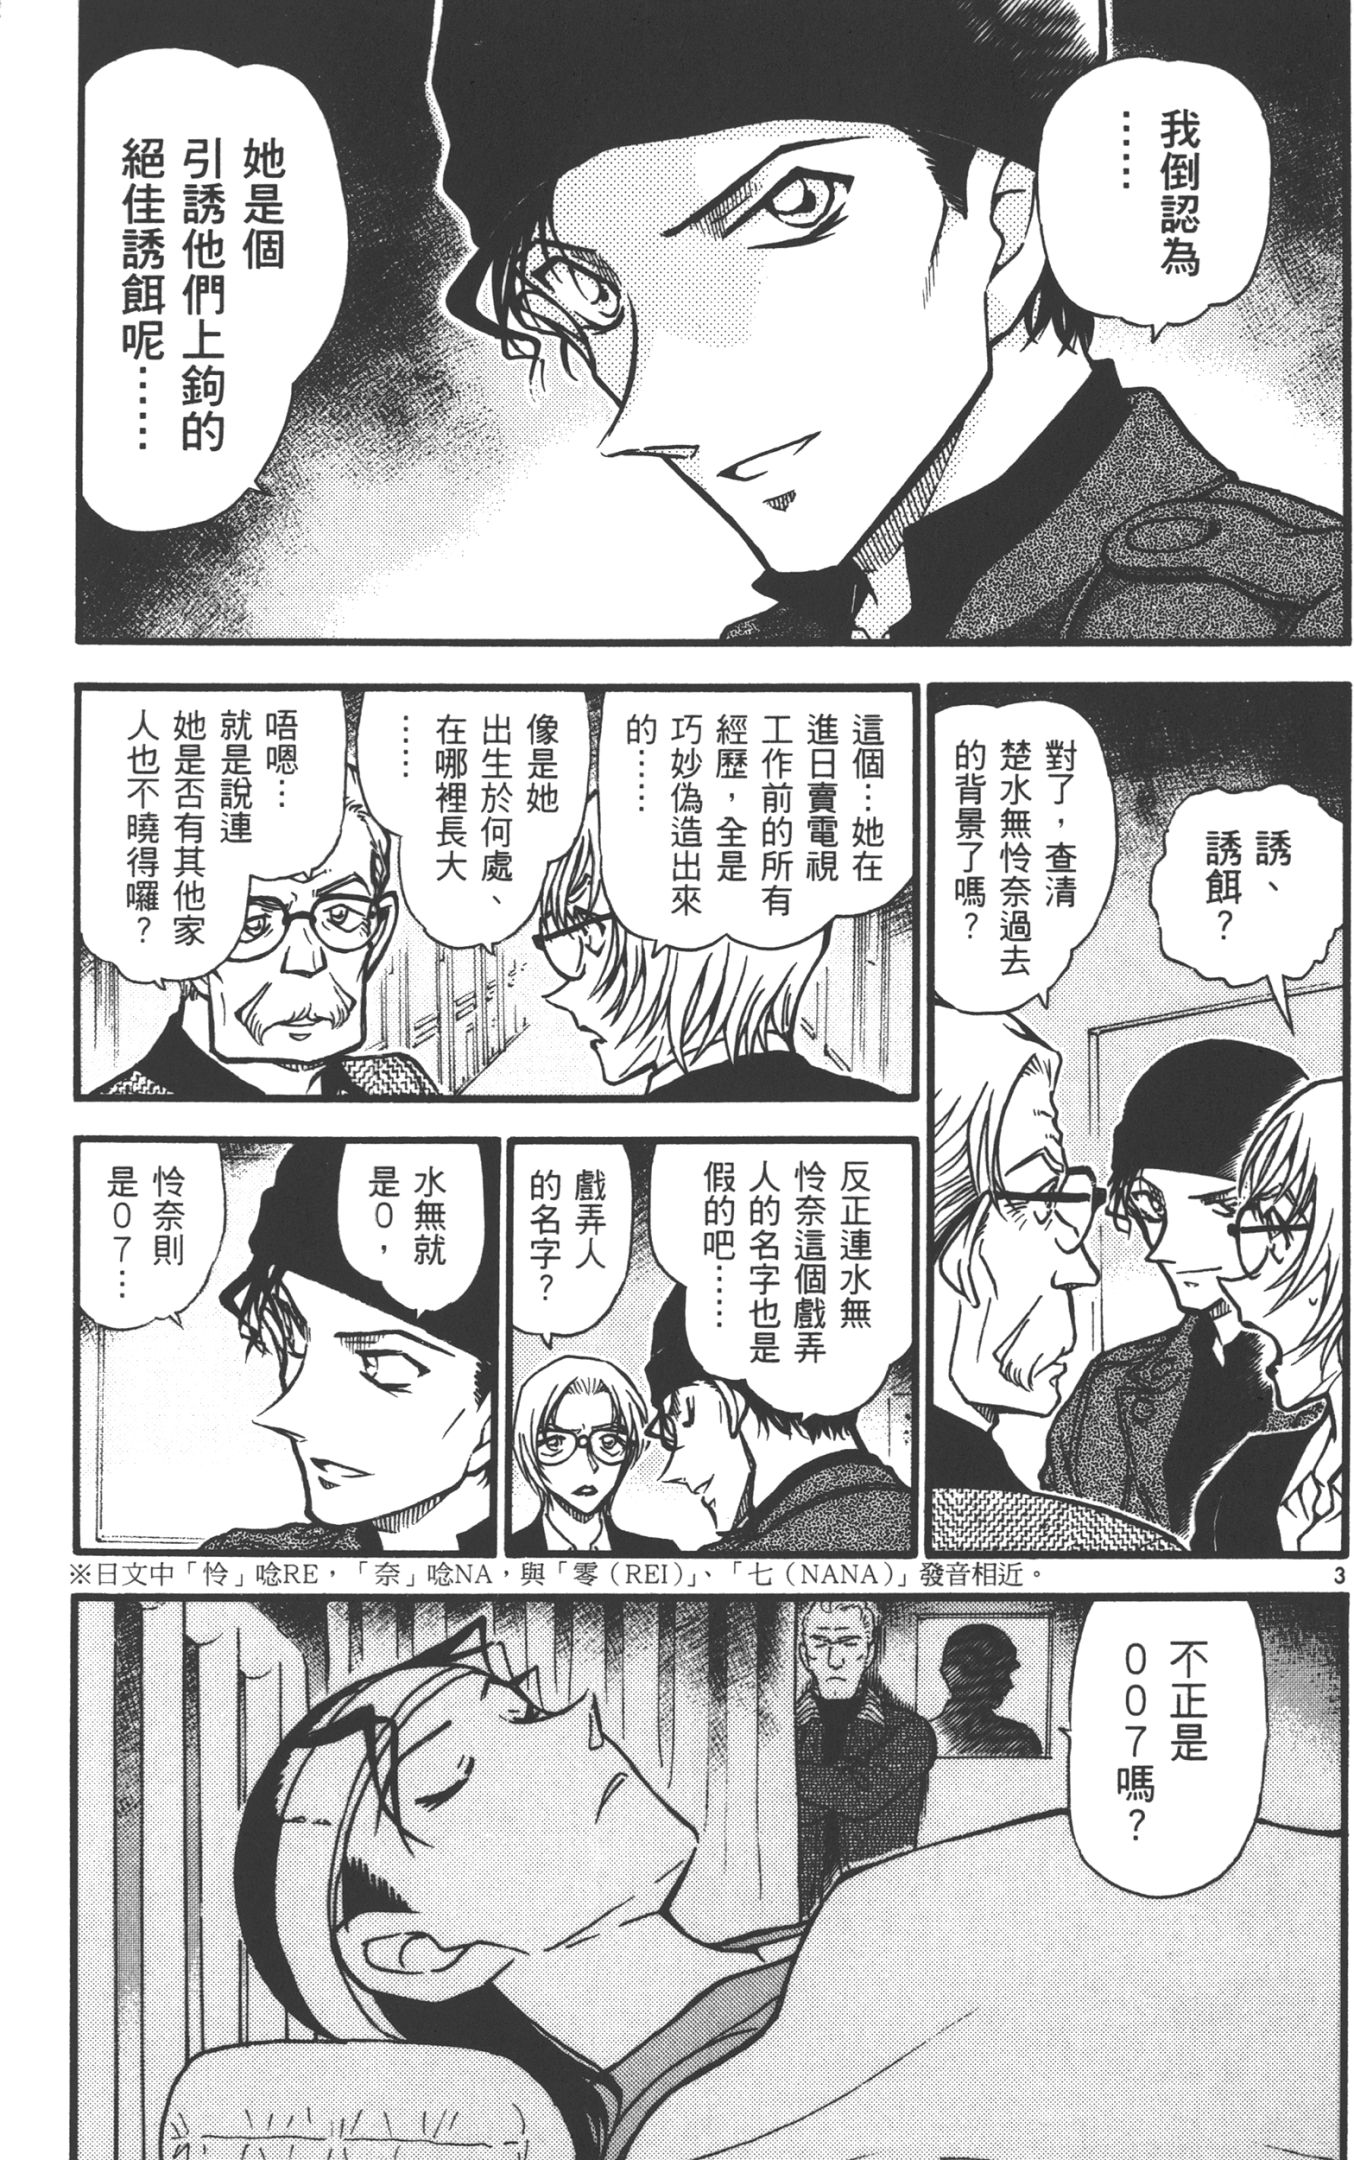 我倒認為
……
她是個
引誘他們上鉤的
絕佳誘餌呢……
誘、
誘餌？
對了，查清
楚水無怜奈過去
的背景了嗎？
這個…她在
進日賣電視
工作前的所有
經歷，全是
巧妙偽造出來
的……
像是她
出生於何處、
在哪裡長大
……
唔嗯…
就是說連
她是否有其他家
人也不曉得囉？
反正連水無
怜奈這個戲弄
人的名字也是
假的吧……
戲弄人
的名字？
水無就
是0，
怜奈則
是07…
※日文中「怜」唸RE，「奈」唸NA，與「零（REI）」、「七（NANA）」發音相近。
3
不正是
007嗎？